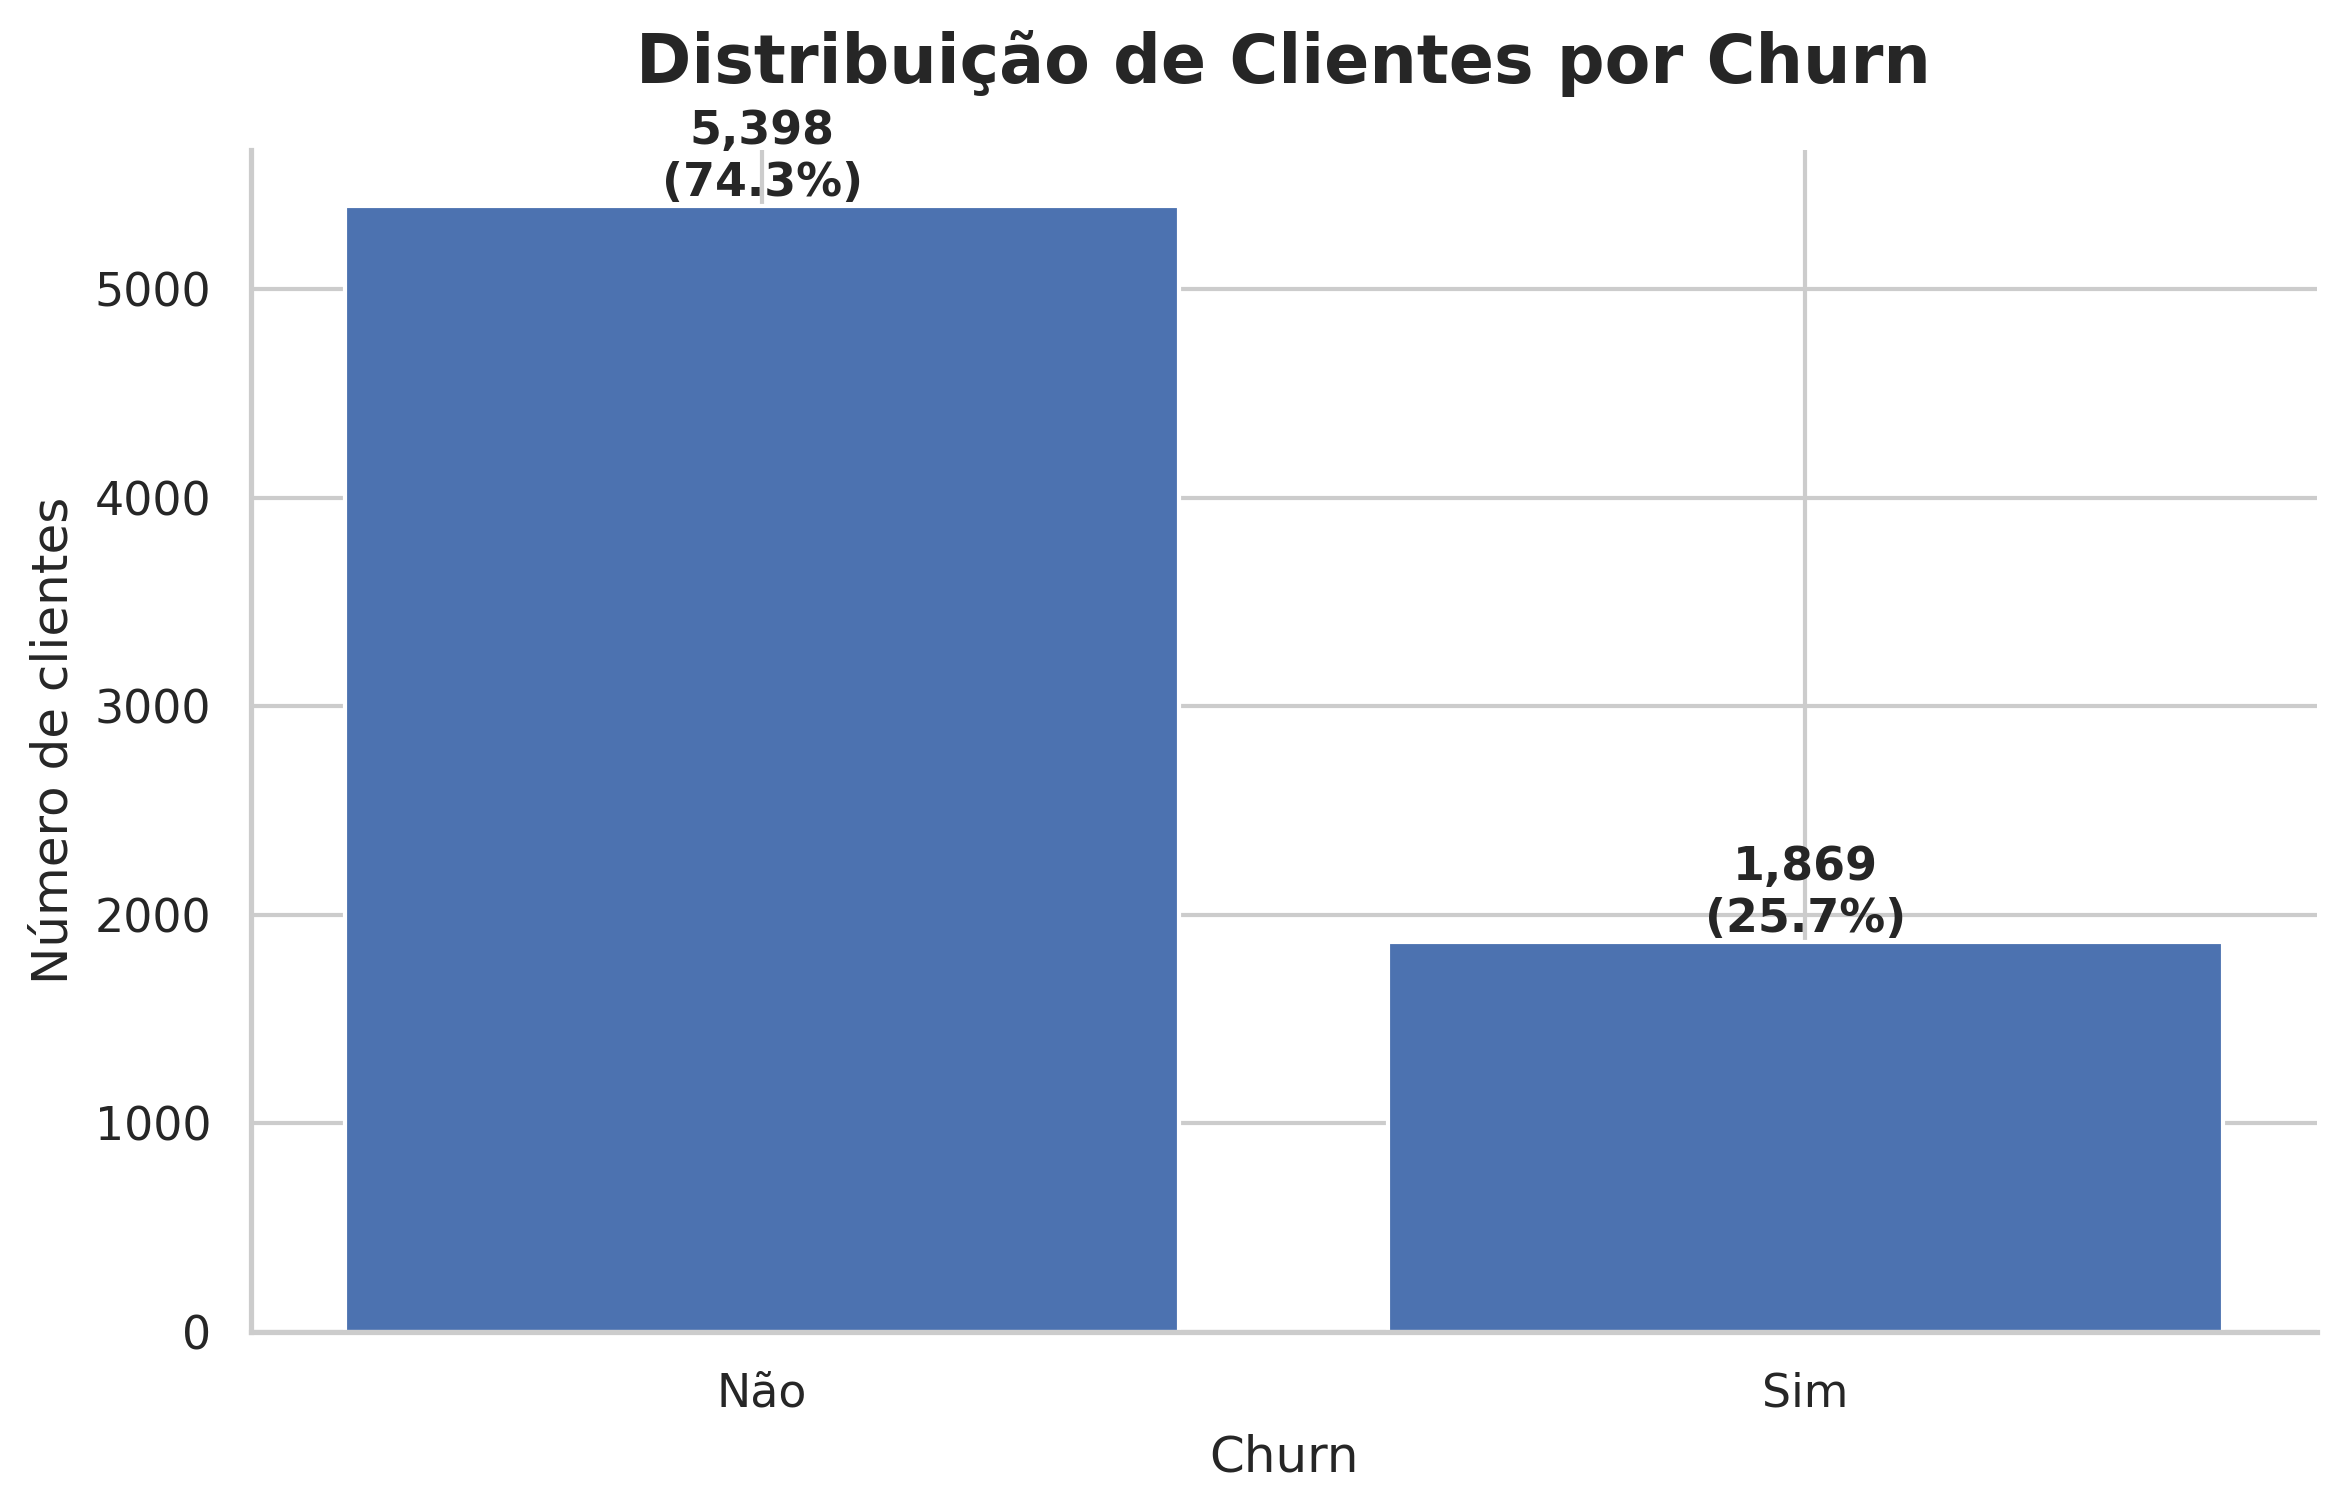 Distribuição de Clientes por Churn
5,398
(74.3%)
5000
4000
3000
2000
1000
0
Número de clientes
1,869
(25.7%)
Não
Sim
Churn